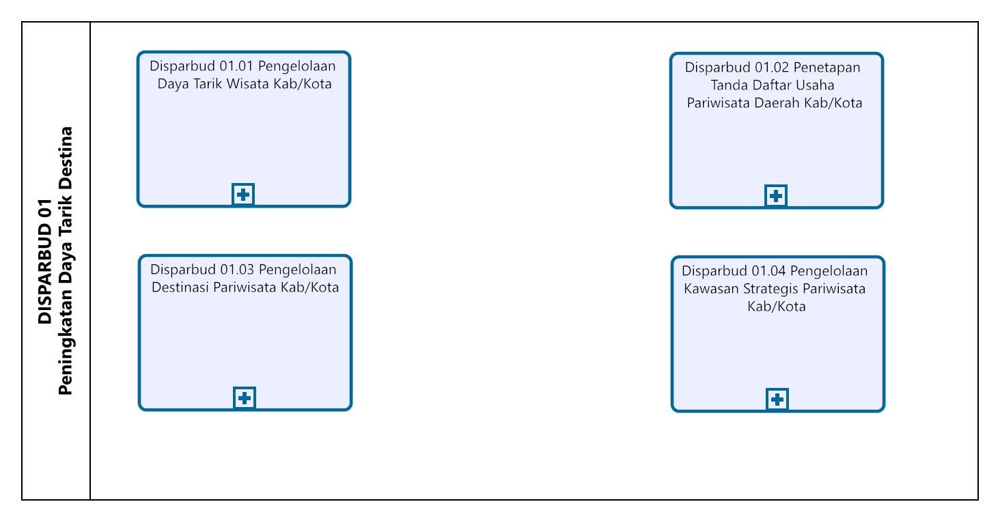 DISPARBUD 01
Peningkatan Daya Tarik Destina
Disparbud 01.01 Pengelolaan
Daya Tarik Wisata Kab/Kota
Disparbud 01.02 Penetapan
Tanda Daftar Usaha
Pariwisata Daerah Kab/Kota
Disparbud 01.03 Pengelolaan
Destinasi Pariwisata Kab/Kota
Disparbud 01.04 Pengelolaan
Kawasan Strategis Pariwisata
Kab/Kota